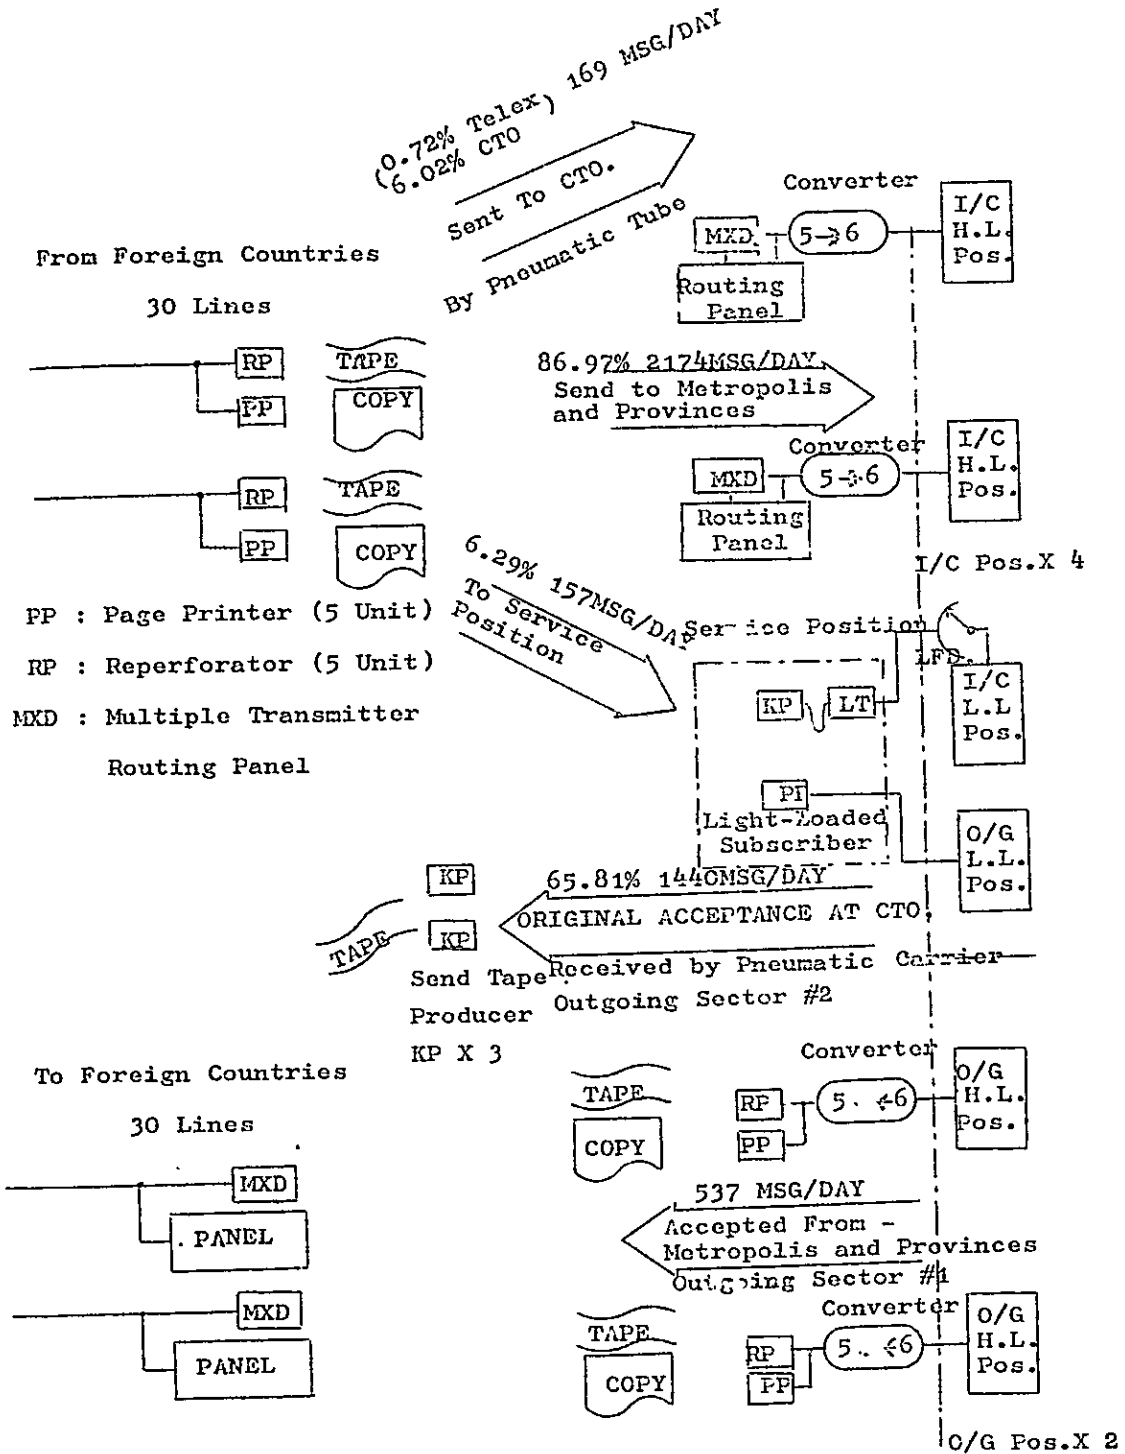 (0.72% Telex) 169 MSG/DAY
(6.02% CTO
Sent To CTO.
By Pneumatic Tube
Converter
I/C
H.L.
Pos.
MXD
5→6
Routing
Panel
From Foreign Countries
30 Lines
RP
TAPE
PP
COPY
86.97% 2174MSG/DAY
Send to Metropolis
and Provinces
Converter
I/C
H.L.
Pos.
MXD
5→6
Routing
Panel
RP
TAPE
PP
COPY
6.29% 157MSG/DAY
To Service
Position
I/C Pos.X 4
PP : Page Printer (5 Unit)
RP : Reperforator (5 Unit)
MXD : Multiple Transmitter
Routing Panel
Service Position
LFD.
I/C
L.L
Pos.
KP
LT
Light-Loaded
Subscriber
O/G
L.L.
Pos.
KP
65.81% 1440MSG/DAY
ORIGINAL ACCEPTANCE AT CTO.
TAPE
KP
Send Tape
Producer
KP X 3
Received by Pneumatic Carrier
Outgoing Sector #2
To Foreign Countries
30 Lines
Converter
O/G
H.L.
Pos.
TAPE
COPY
RP
PP
5.←6
MXD
PANEL
537 MSG/DAY
Accepted From -
Metropolis and Provinces
Outgoing Sector #1
MXD
PANEL
Converter
O/G
H.L.
Pos.
TAPE
COPY
RP
PP
5.←6
O/G Pos.X 2